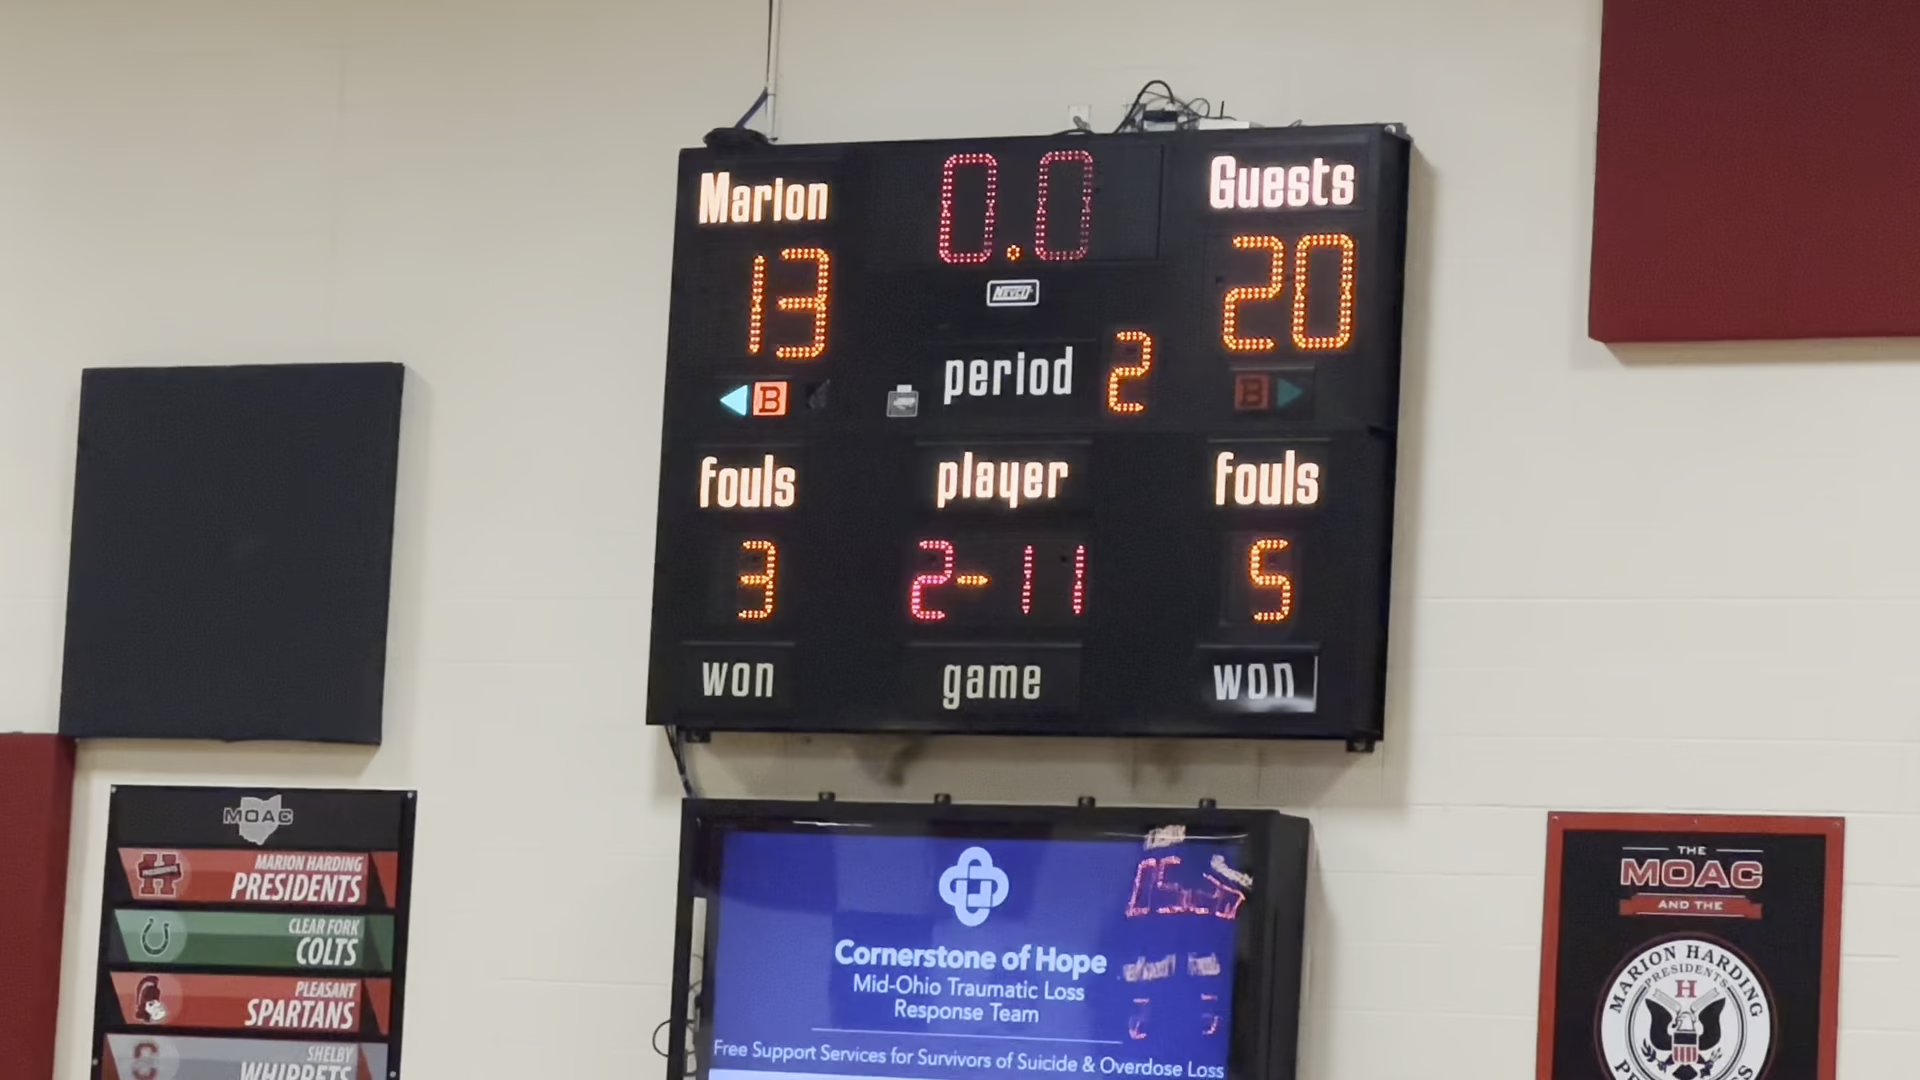 Marion
0.0
Guests
13
20
NEVCO
period 2
B
B
fouls
player
fouls
3
2-11
5
won
game
won
MOAC
MARION HARDING
PRESIDENTS
CLEAR FORK
COLTS
PLEASANT
SPARTANS
SHELBY
WHIPPETS
Cornerstone of Hope
Mid-Ohio Traumatic Loss
Response Team
Free Support Services for Survivors of Suicide & Overdose Loss
THE
MOAC
AND THE
MARION HARDING
PRESIDENTS
H